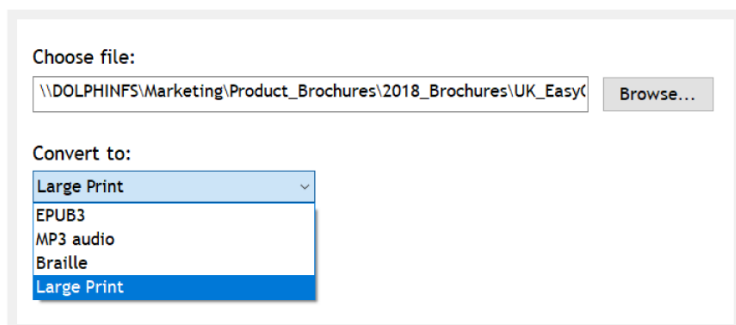 Choose file:
\\DOLPHINFS\Marketing\Product_Brochures\2018_Brochures\UK_Easy
Browse...
Convert to:
Large Print
EPUB3
MP3 audio
Braille
Large Print